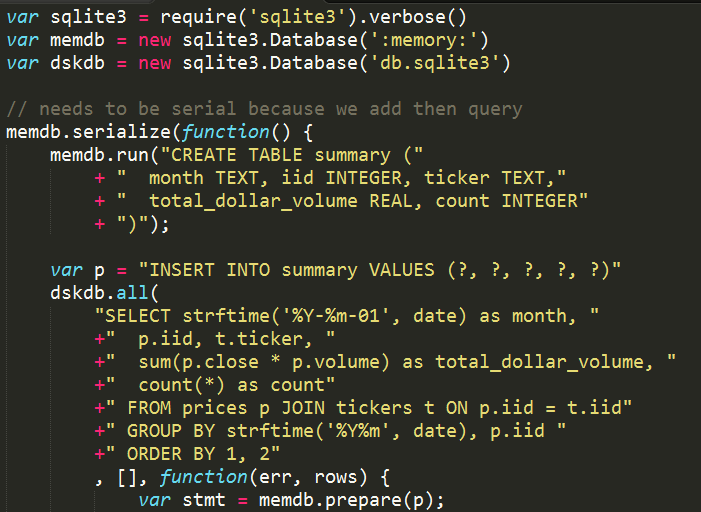 var sqlite3 = require('sqlite3').verbose()
var memdb = new sqlite3.Database(':memory:')
var dskdb = new sqlite3.Database('db.sqlite3')

// needs to be serial because we add then query
memdb.serialize(function() {
    memdb.run("CREATE TABLE summary ("
        + "  month TEXT, iid INTEGER, ticker TEXT,"
        + "  total_dollar_volume REAL, count INTEGER"
        + ")");

    var p = "INSERT INTO summary VALUES (?, ?, ?, ?, ?)"
    dskdb.all(
        "SELECT strftime('%Y-%m-01', date) as month, "
        +"  p.iid, t.ticker, "
        +"  sum(p.close * p.volume) as total_dollar_volume, "
        +"  count(*) as count"
        +" FROM prices p JOIN tickers t ON p.iid = t.iid"
        +" GROUP BY strftime('%Y%m', date), p.iid "
        +" ORDER BY 1, 2"
        , [], function(err, rows) {
            var stmt = memdb.prepare(p);